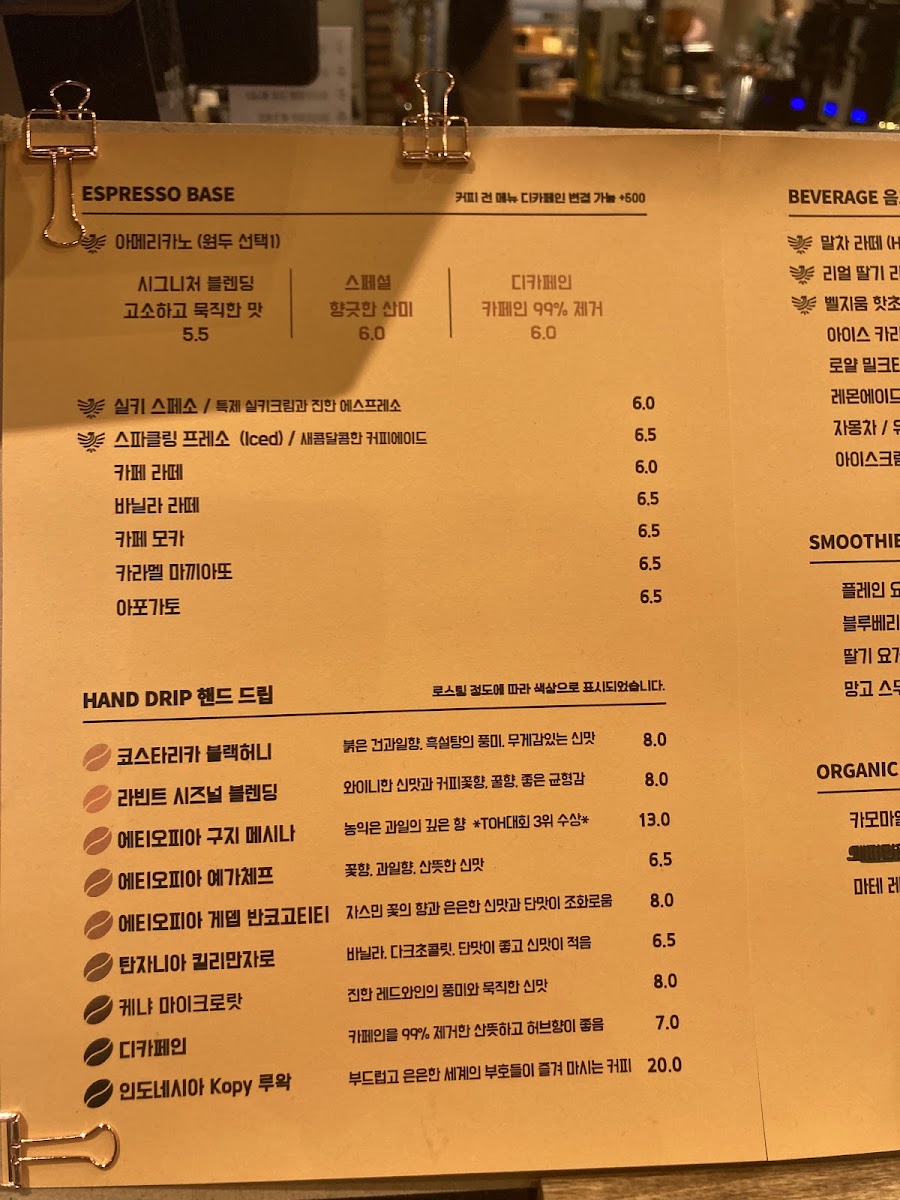 ESPRESSO BASE 커피 전 메뉴 디카페인 변경 가능 +500
아메리카노 (원두 선택1)
시그니처 블렌딩
고소하고 묵직한 맛
5.5
스페셜
향긋한 산미
6.0
디카페인
카페인 99% 제거
6.0
실키 스페소 / 특제 실키크림과 진한 에스프레소 6.0
스파클링 프레소 (Iced) / 새콤달콤한 커피에이드 6.5
카페 라떼 6.0
바닐라 라떼 6.5
카페 모카 6.5
카라멜 마끼아또 6.5
아포가토 6.5
HAND DRIP 핸드 드립 로스팅 정도에 따라 색상으로 표시되었습니다.
코스타리카 블랙허니 붉은 건과일향, 흑설탕의 풍미, 무게감있는 신맛 8.0
라빈트 시즈널 블렌딩 와이니한 신맛과 커피꽃향, 꿀향, 좋은 균형감 8.0
에티오피아 구지 메시나 농익은 과일의 깊은 향 *TOH대회 3위 수상* 13.0
에티오피아 예가체프 꽃향, 과일향, 산뜻한 신맛 6.5
에티오피아 게뎁 반코고티티 자스민 꽃의 향과 은은한 신맛과 단맛이 조화로움 8.0
탄자니아 킬리만자로 바닐라, 다크초콜릿, 단맛이 좋고 신맛이 적음 6.5
케냐 마이크로랏 진한 레드와인의 풍미와 묵직한 신맛 8.0
디카페인 카페인을 99% 제거한 산뜻하고 허브향이 좋음 7.0
인도네시아 Kopy 루왁 부드럽고 은은한 세계의 부호들이 즐겨 마시는 커피 20.0
BEVERAGE 음
말차 라떼 (H
리얼 딸기 라
벨지움 핫초
아이스 카라
로얄 밀크티
레몬에이드
자몽차 /
아이스크림
SMOOTHIE
플레인 요
블루베리
딸기 요거
망고 스무
ORGANIC
카모마일
마테 레